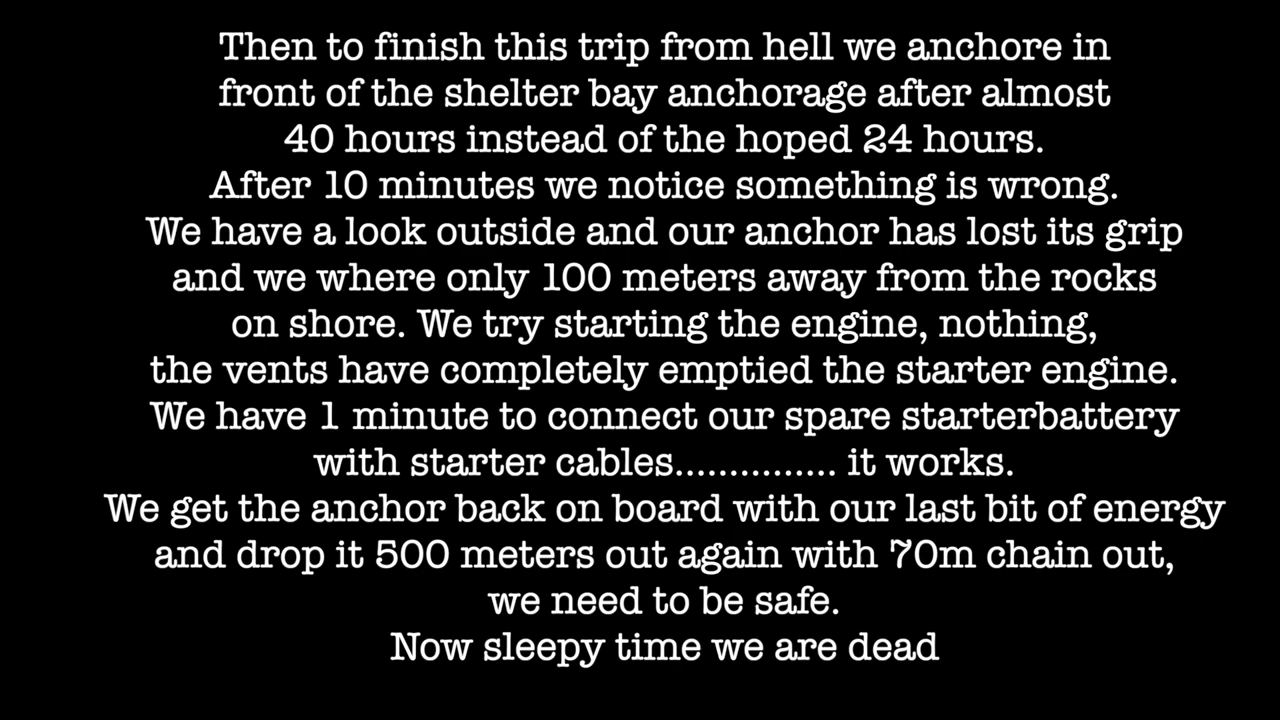 Then to finish this trip from hell we anchore in
front of the shelter bay anchorage after almost
40 hours instead of the hoped 24 hours.
After 10 minutes we notice something is wrong.
We have a look outside and our anchor has lost its grip
and we where only 100 meters away from the rocks
on shore. We try starting the engine, nothing,
the vents have completely emptied the starter engine.
We have 1 minute to connect our spare starterbattery
with starter cables............... it works.
We get the anchor back on board with our last bit of energy
and drop it 500 meters out again with 70m chain out,
we need to be safe.
Now sleepy time we are dead